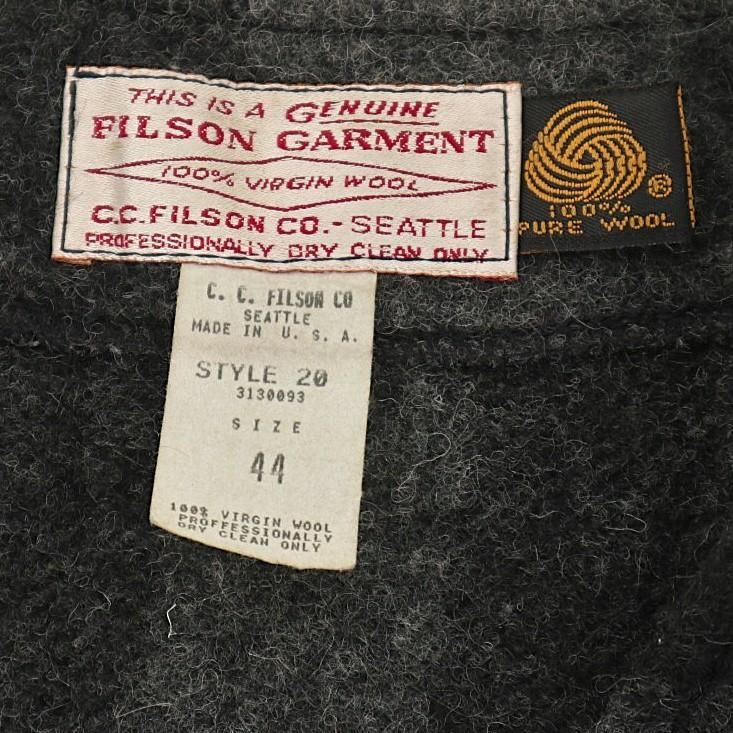 THIS IS A GENUINE
FILSON GARMENT
100% VIRGIN WOOL
C.C. FILSON CO. - SEATTLE
PROFESSIONALLY DRY CLEAN ONLY
®
100%
PURE WOOL
C. C. FILSON CO
SEATTLE
MADE IN U. S. A.
STYLE 20
3130093
SIZE
44
100% VIRGIN WOOL
PROFFESSIONALLY
DRY CLEAN ONLY